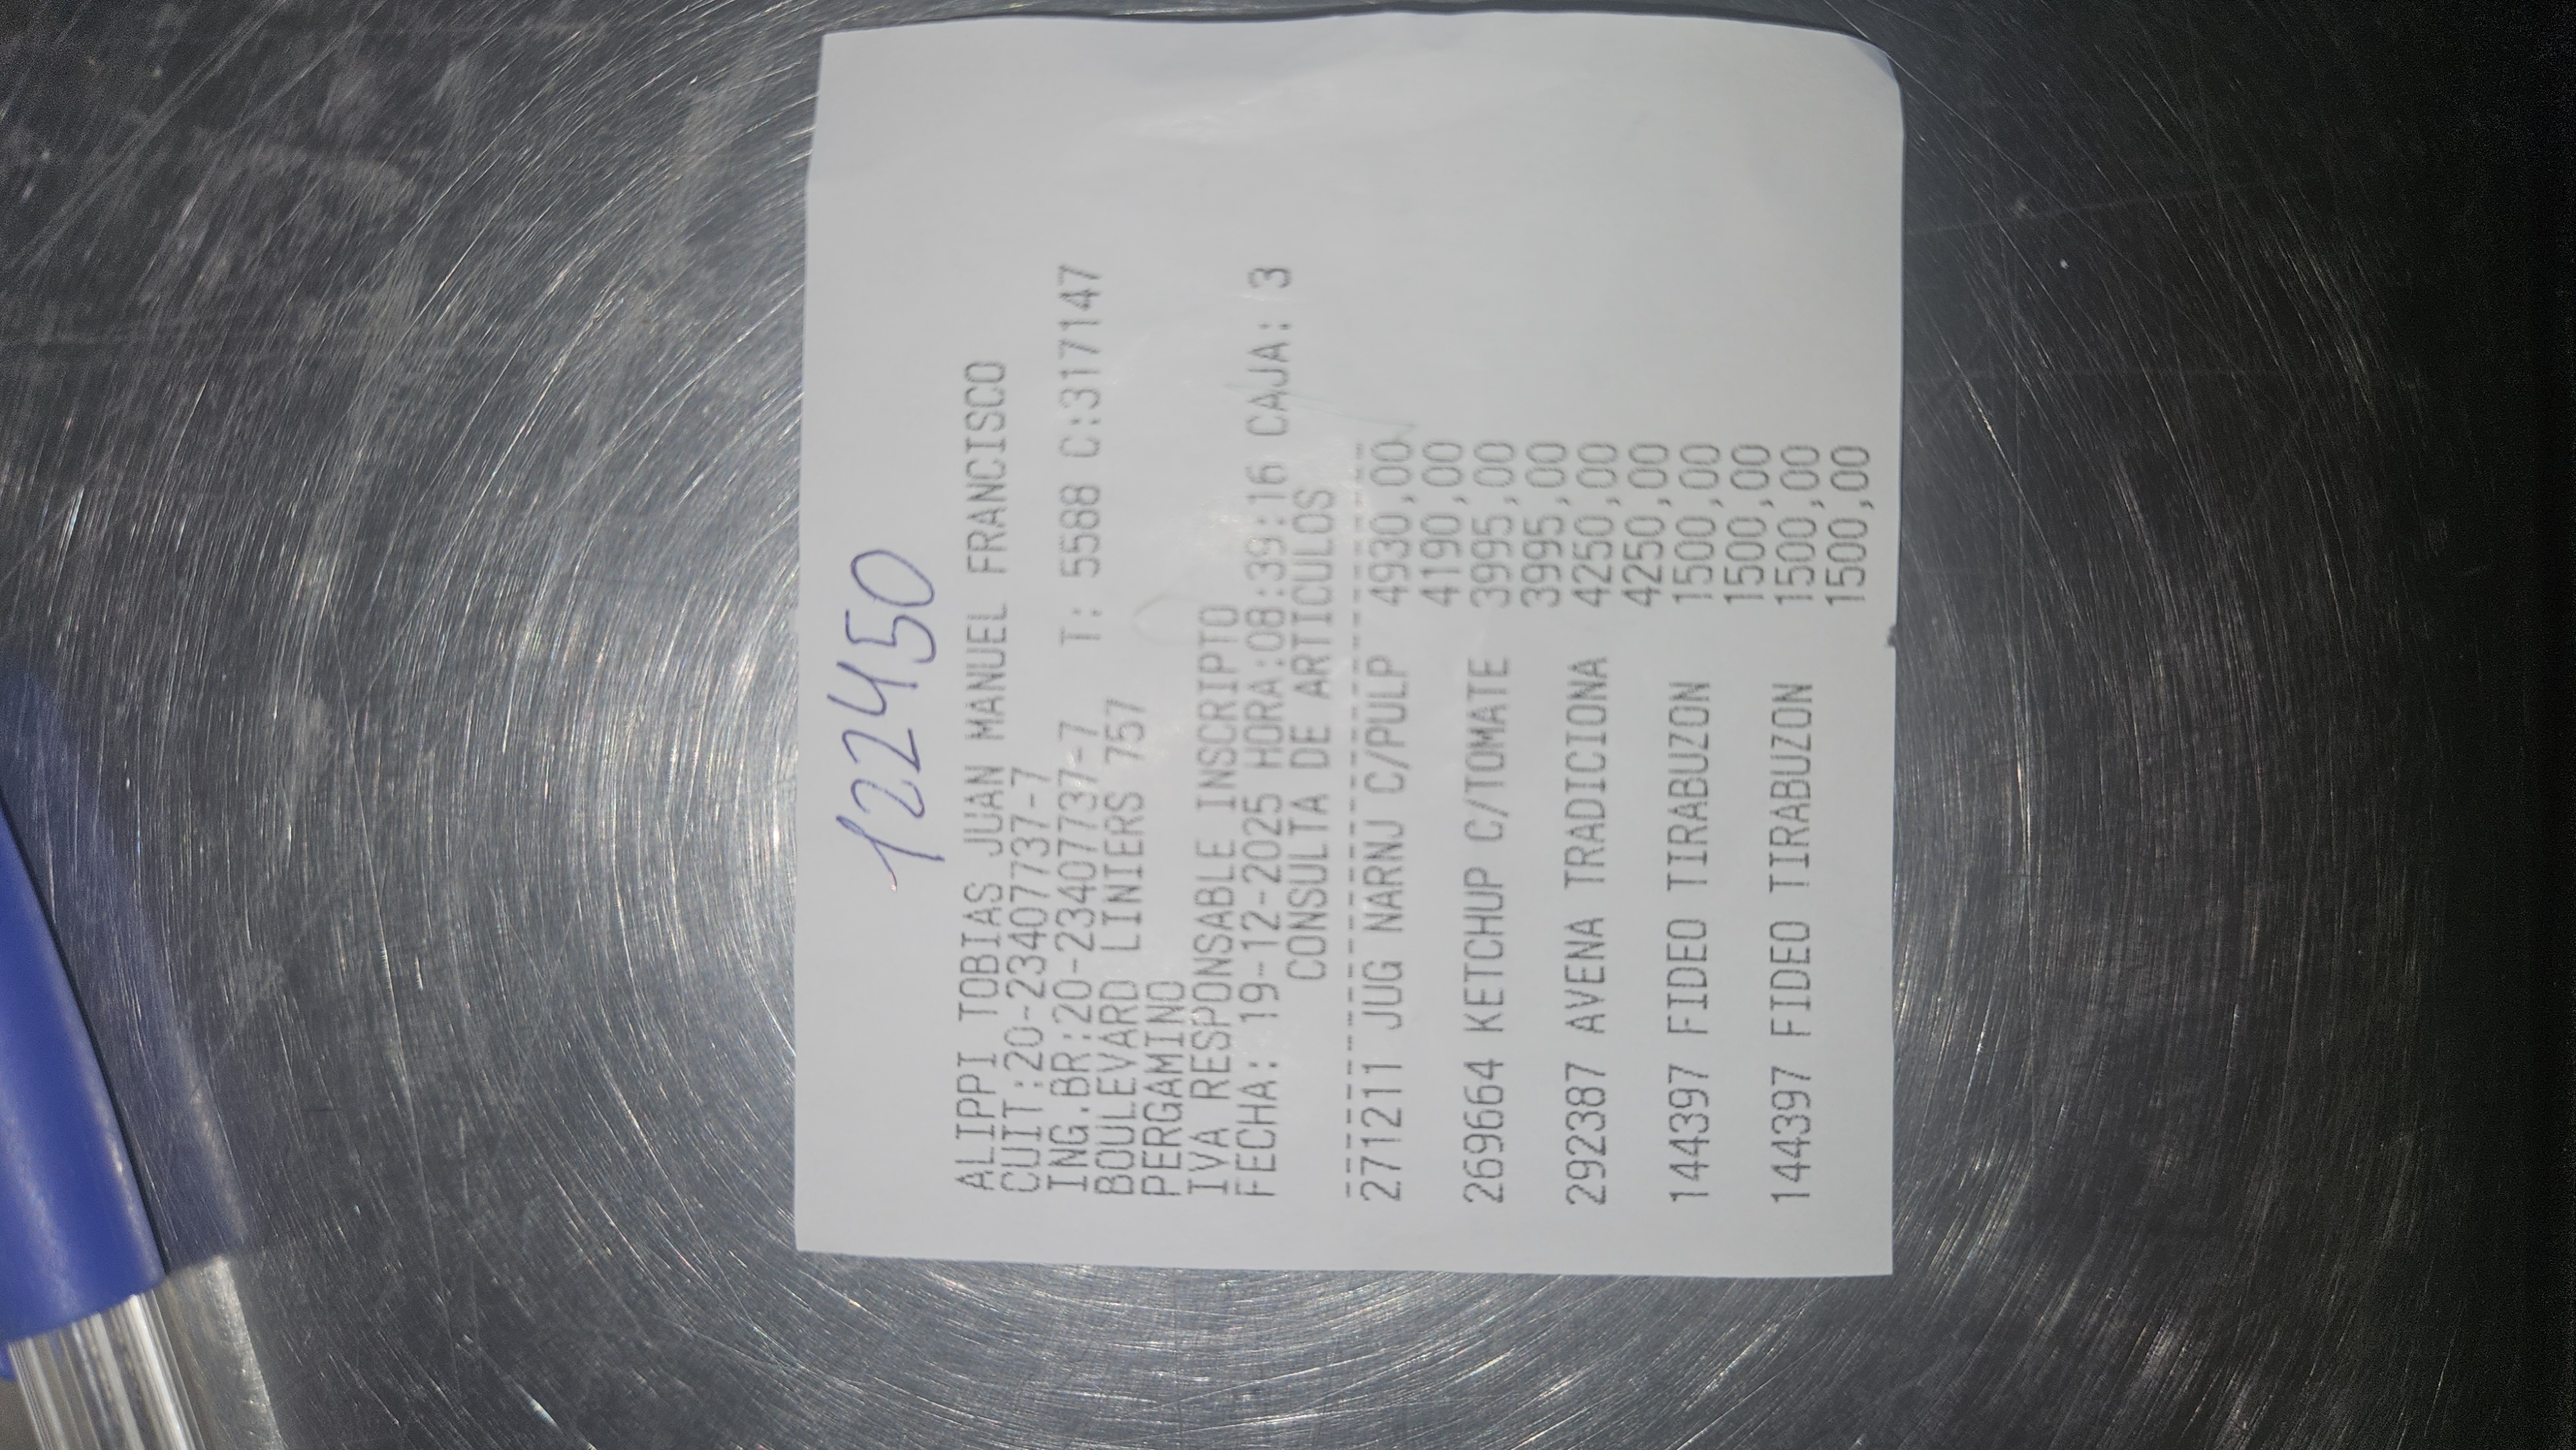 122450
ALIPPI TOBIAS JUAN MANUEL FRANCISCO
CUIT:20-23407737-7
ING.BR:20-23407737-7 T: 5588 C:317147
BOULEVARD LINIERS 757
PERGAMINO
IVA RESPONSABLE INSCRIPTO
FECHA: 19-12-2025 HORA:08:39:16 CAJA: 3
CONSULTA DE ARTICULOS
271211 JUG NARNJ C/PULP 4930,00
4190,00
269664 KETCHUP C/TOMATE 3995,00
3995,00
292387 AVENA TRADICIONA 4250,00
4250,00
144397 FIDEO TIRABUZON 1500,00
1500,00
144397 FIDEO TIRABUZON 1500,00
1500,00